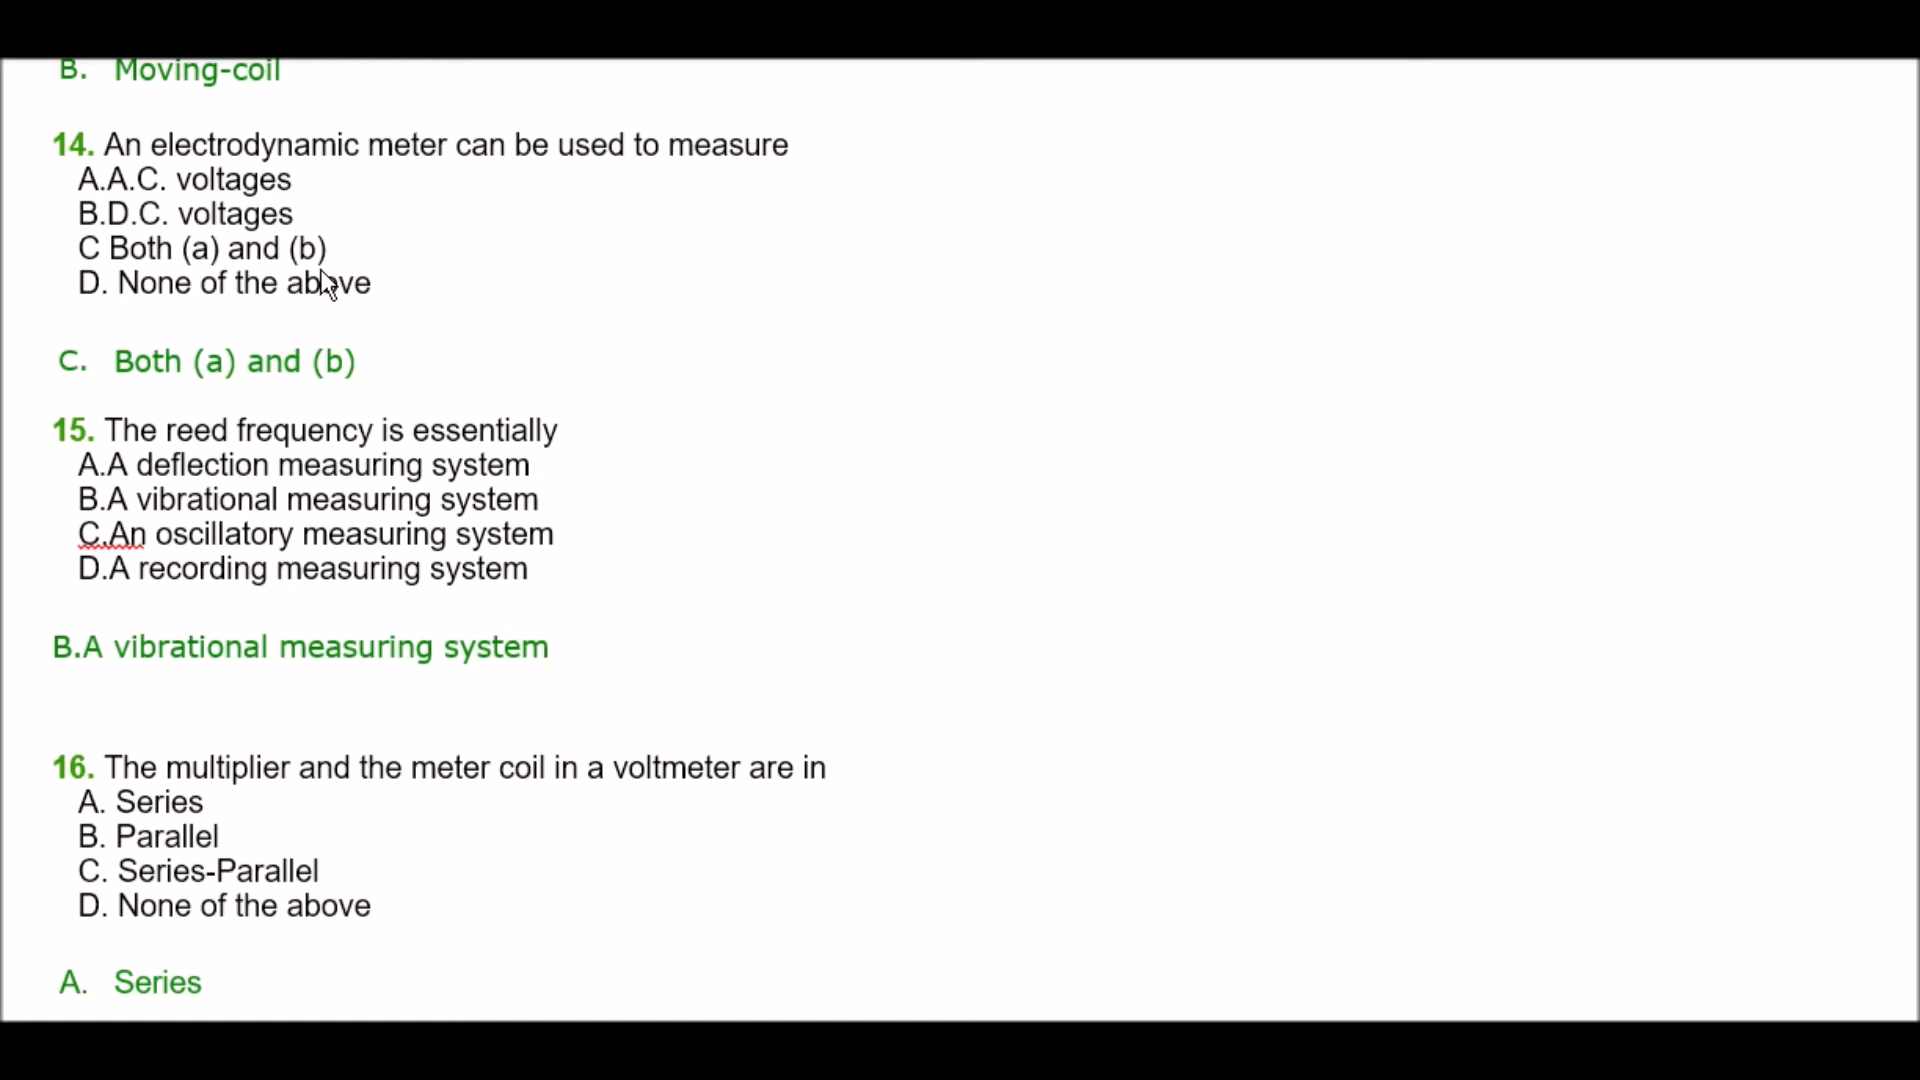 B. Moving-coil
14. An electrodynamic meter can be used to measure
A.A.C. voltages
B.D.C. voltages
C Both (a) and (b)
D. None of the above
C. Both (a) and (b)
15. The reed frequency is essentially
A.A deflection measuring system
B.A vibrational measuring system
C.An oscillatory measuring system
D.A recording measuring system
B.A vibrational measuring system
16. The multiplier and the meter coil in a voltmeter are in
A. Series
B. Parallel
C. Series-Parallel
D. None of the above
A. Series